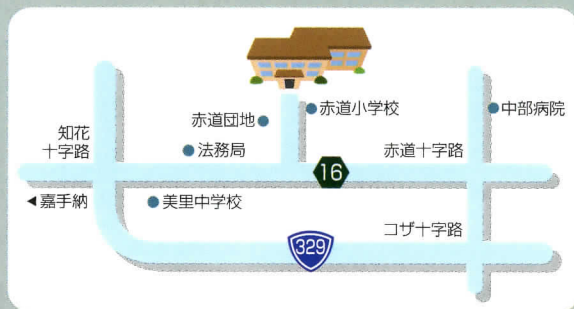 赤道小学校
中部病院
赤道団地
知花
十字路
法務局
赤道十字路
16
◀嘉手納
美里中学校
コザ十字路
329